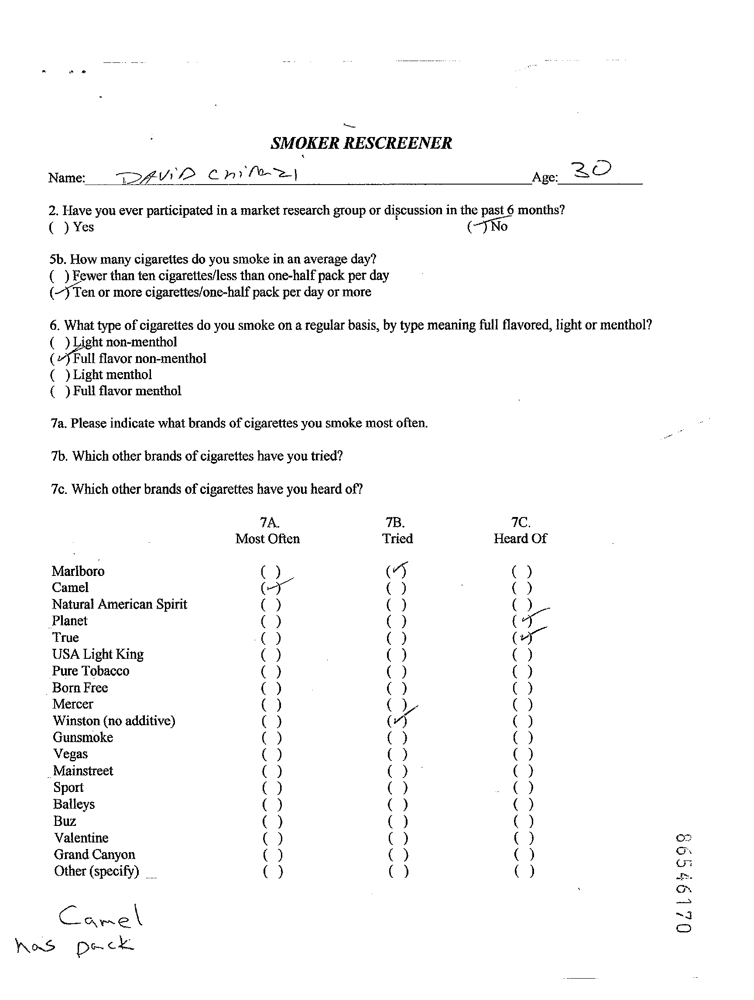 SMOKER RESCREENER
Name: DAVID Age: 30
2. Have you ever participated in a market research group or discussion in the past 6 months?
( ) Yes (✓) No
5b. How many cigarettes do you smoke in an average day?
( ) Fewer than ten cigarettes/less than one-half pack per day
(✓) Ten or more cigarettes/one-half pack per day or more
6. What type of cigarettes do you smoke on a regular basis, by type meaning full flavored, light or menthol?
( ) Light non-menthol
(✓) Full flavor non-menthol
( ) Light menthol
( ) Full flavor menthol
7a. Please indicate what brands of cigarettes you smoke most often.
7b. Which other brands of cigarettes have you tried?
7c. Which other brands of cigarettes have you heard of?
7A. 7B. 7C.
Most Often Tried Heard Of
Marlboro ( ) (✓) ( )
Camel (✓) ( ) ( )
Natural American Spirit ( ) ( ) ( )
Planet ( ) ( ) (✓)
True ( ) ( ) (✓)
USA Light King ( ) ( ) ( )
Pure Tobacco ( ) ( ) ( )
Born Free ( ) ( ) ( )
Mercer ( ) ( ) ( )
Winston (no additive) ( ) (✓) ( )
Gunsmoke ( ) ( ) ( )
Vegas ( ) ( ) ( )
Mainstreet ( ) ( ) ( )
Sport ( ) ( ) ( )
Balleys ( ) ( ) ( )
Buz ( ) ( ) ( )
Valentine ( ) ( ) ( )
Grand Canyon ( ) ( ) ( )
Other (specify) __ ( ) ( ) ( )
Camel
has pack
86546170